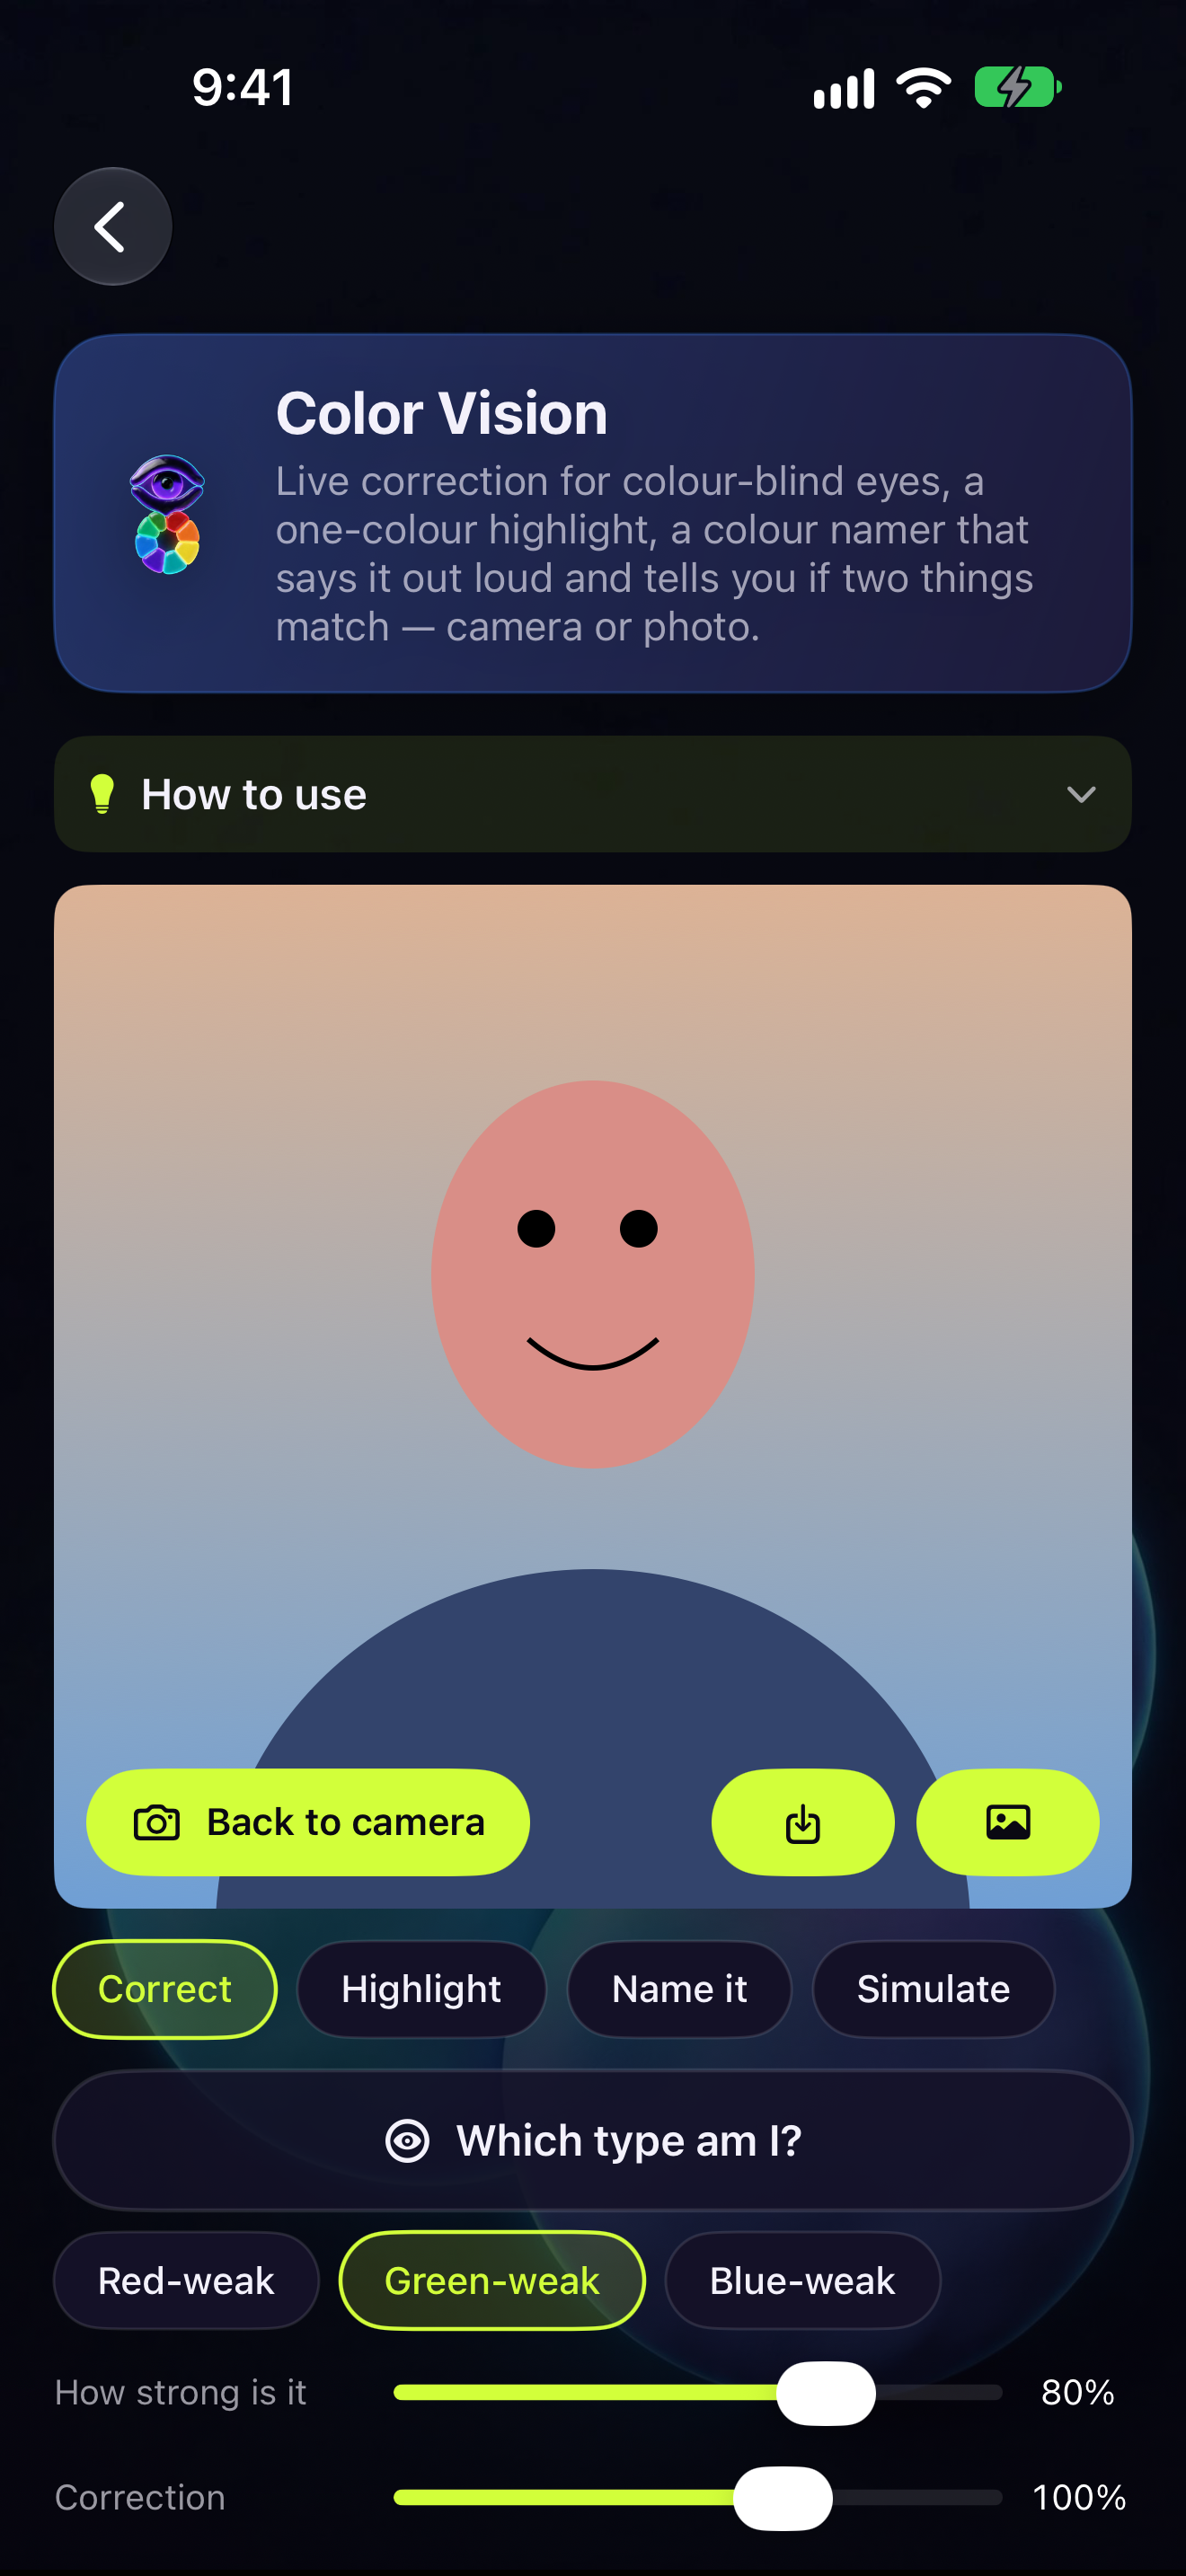 9:41
Color Vision
Live correction for colour-blind eyes, a
one-colour highlight, a colour namer that
says it out loud and tells you if two things
match — camera or photo.
How to use
Back to camera
Correct
Highlight
Name it
Simulate
Which type am I?
Red-weak
Green-weak
Blue-weak
How strong is it
80%
Correction
100%